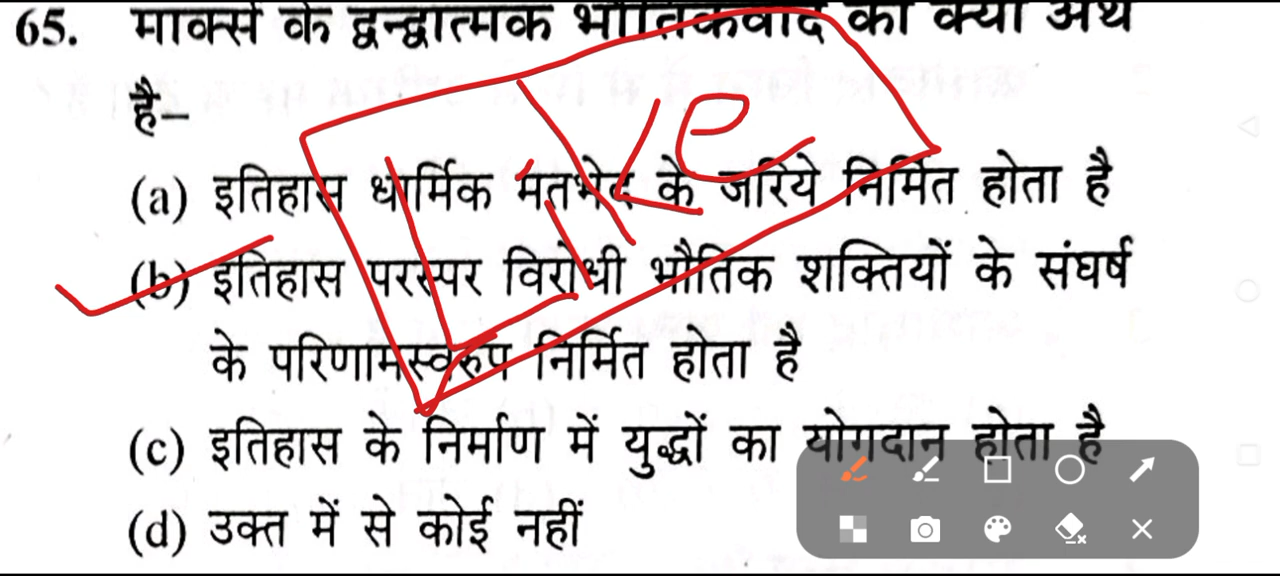 65. मार्क्स के द्वन्द्वात्मक भौतिकवाद का क्या अर्थ
है–
(a) इतिहास धार्मिक मतभेद के जरिये निर्मित होता है
(b) इतिहास परस्पर विरोधी भौतिक शक्तियों के संघर्ष
के परिणामस्वरुप निर्मित होता है
(c) इतिहास के निर्माण में युद्धों का योगदान होता है
(d) उक्त में से कोई नहीं
Like